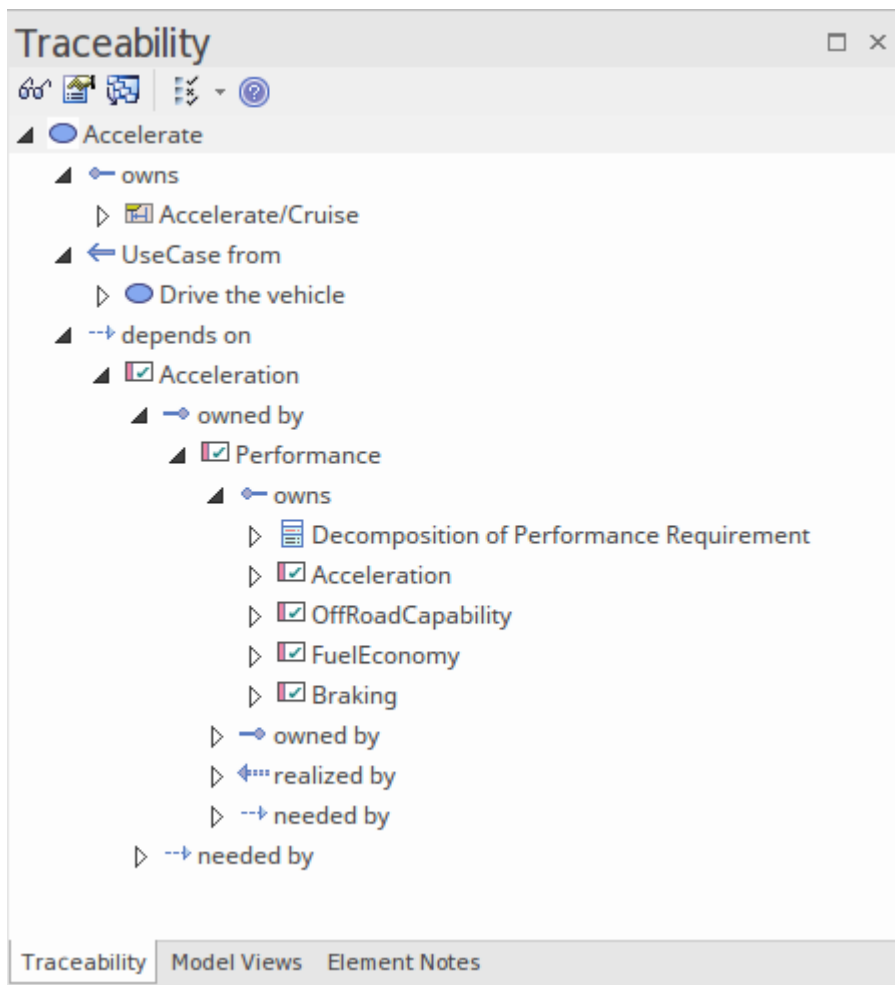 Traceability
Accelerate
owns
Accelerate/Cruise
UseCase from
Drive the vehicle
depends on
Acceleration
owned by
Performance
owns
Decomposition of Performance Requirement
Acceleration
OffRoadCapability
FuelEconomy
Braking
owned by
realized by
needed by
needed by
Traceability Model Views Element Notes